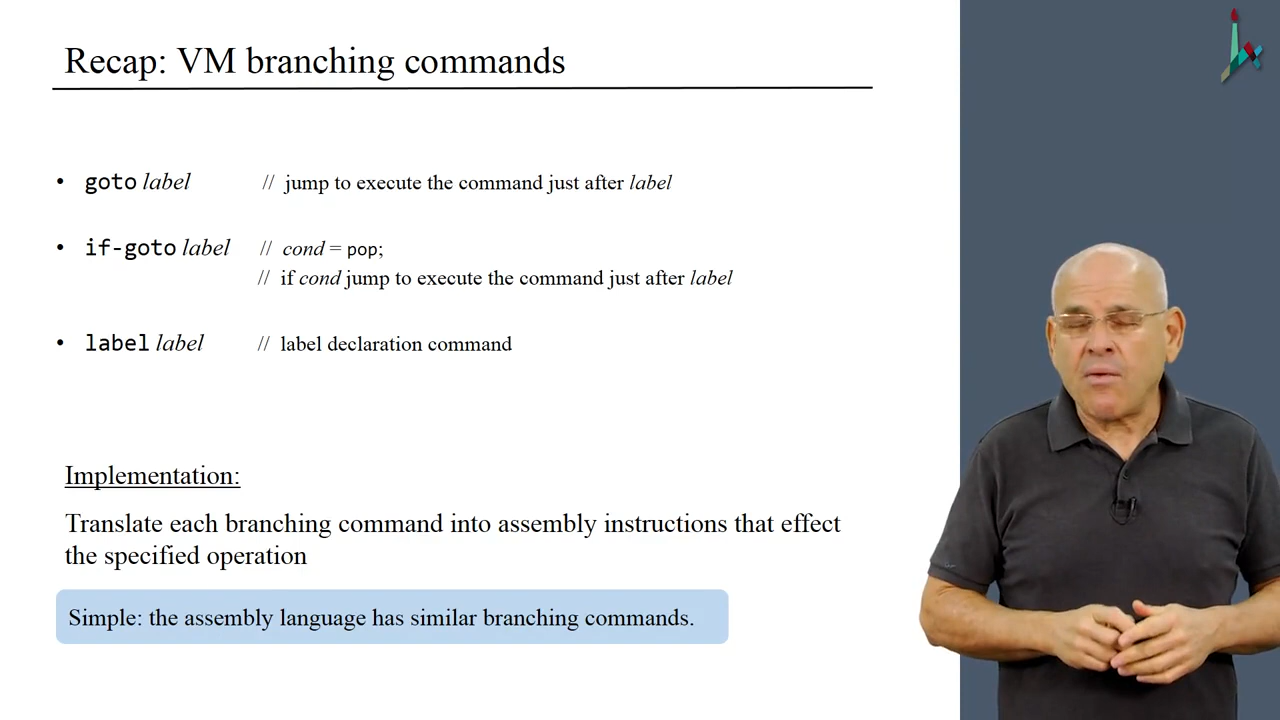 Recap: VM branching commands
• goto label // jump to execute the command just after label
• if-goto label // cond = pop;
// if cond jump to execute the command just after label
• label label // label declaration command
Implementation:
Translate each branching command into assembly instructions that effect
the specified operation
Simple: the assembly language has similar branching commands.